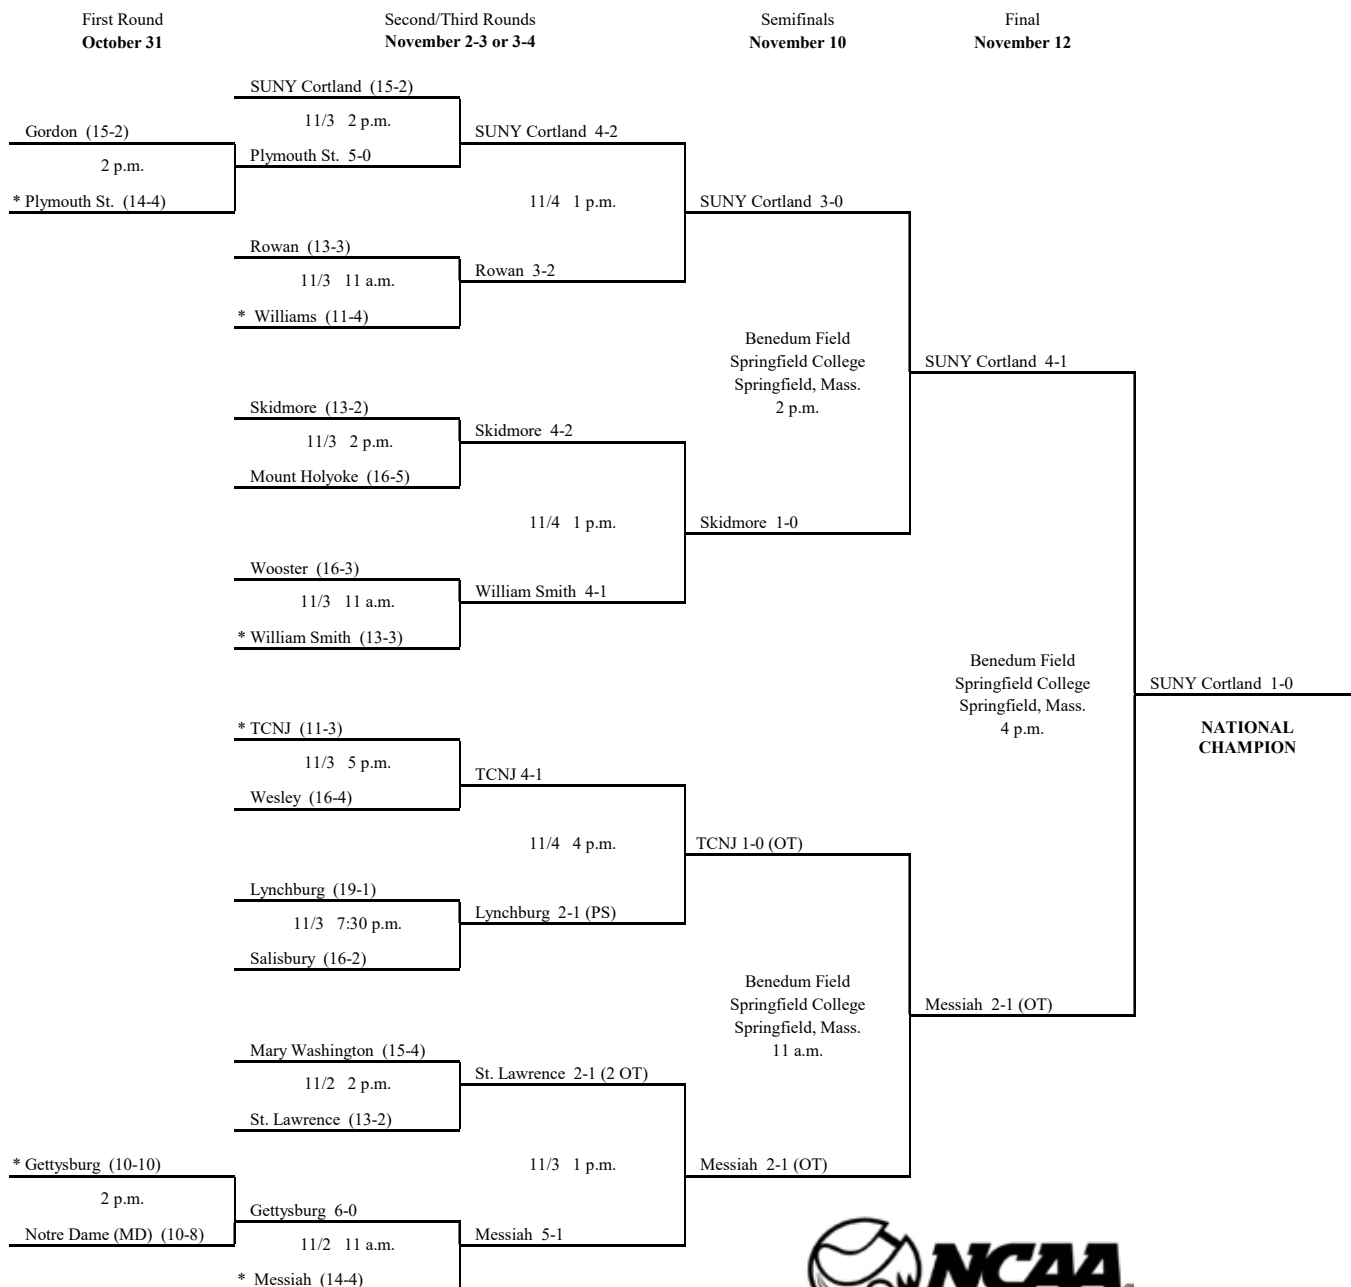 First Round
October 31
Second/Third Rounds
November 2-3 or 3-4
Semifinals
November 10
Final
November 12
SUNY Cortland (15-2)
11/3 2 p.m.
Gordon (15-2)
SUNY Cortland 4-2
Plymouth St. 5-0
2 p.m.
* Plymouth St. (14-4)
11/4 1 p.m.
SUNY Cortland 3-0
Rowan (13-3)
11/3 11 a.m.
Rowan 3-2
* Williams (11-4)
Benedum Field
Springfield College
Springfield, Mass.
2 p.m.
SUNY Cortland 4-1
Skidmore (13-2)
11/3 2 p.m.
Skidmore 4-2
Mount Holyoke (16-5)
11/4 1 p.m.
Skidmore 1-0
Wooster (16-3)
11/3 11 a.m.
William Smith 4-1
* William Smith (13-3)
Benedum Field
Springfield College
Springfield, Mass.
4 p.m.
SUNY Cortland 1-0
NATIONAL
CHAMPION
* TCNJ (11-3)
11/3 5 p.m.
TCNJ 4-1
Wesley (16-4)
11/4 4 p.m.
TCNJ 1-0 (OT)
Lynchburg (19-1)
11/3 7:30 p.m.
Lynchburg 2-1 (PS)
Salisbury (16-2)
Benedum Field
Springfield College
Springfield, Mass.
11 a.m.
Messiah 2-1 (OT)
Mary Washington (15-4)
11/2 2 p.m.
St. Lawrence 2-1 (2 OT)
St. Lawrence (13-2)
11/3 1 p.m.
Messiah 2-1 (OT)
* Gettysburg (10-10)
2 p.m.
Notre Dame (MD) (10-8)
Gettysburg 6-0
11/2 11 a.m.
Messiah 5-1
* Messiah (14-4)
NCAA